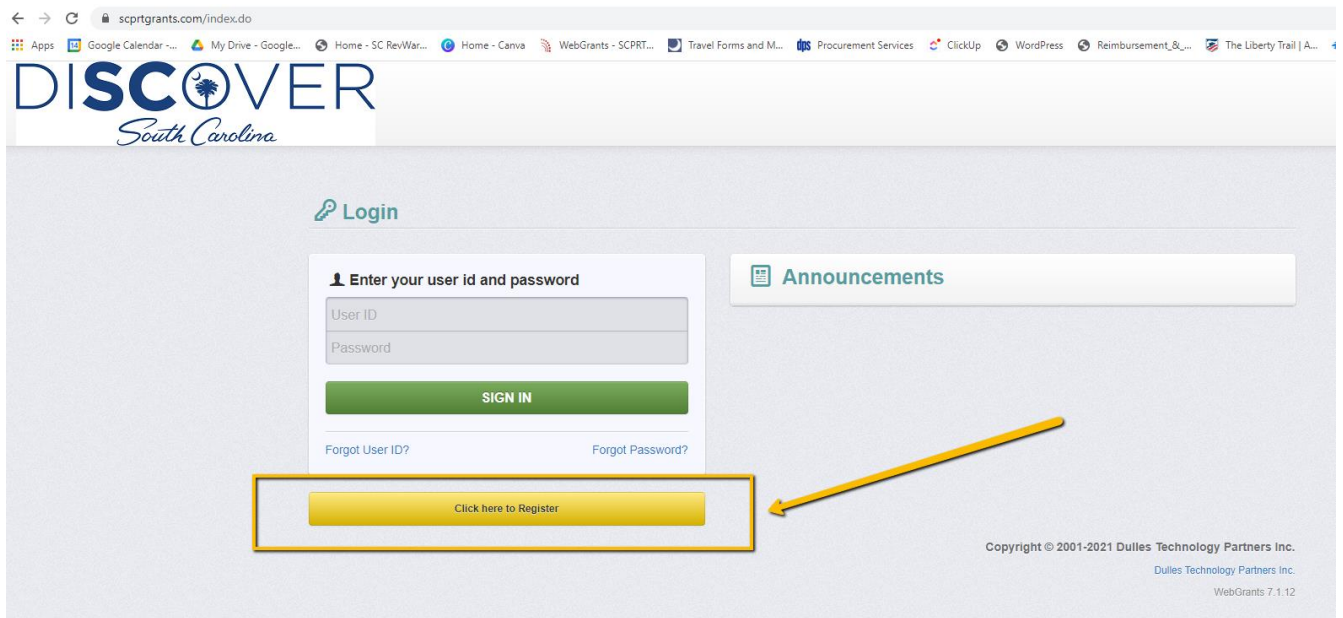 scprtgrants.com/index.do
Apps Google Calendar -... My Drive - Google... Home - SC RevWar... Home - Canva WebGrants - SCPRT... Travel Forms and M... dps Procurement Services ClickUp WordPress Reimbursement_&_... The Liberty Trail | A...
DISCOVER
South Carolina
Login
Enter your user id and password
User ID
Password
SIGN IN
Forgot User ID? Forgot Password?
Click here to Register
Announcements
Copyright © 2001-2021 Dulles Technology Partners Inc.
Dulles Technology Partners Inc.
WebGrants 7.1.12